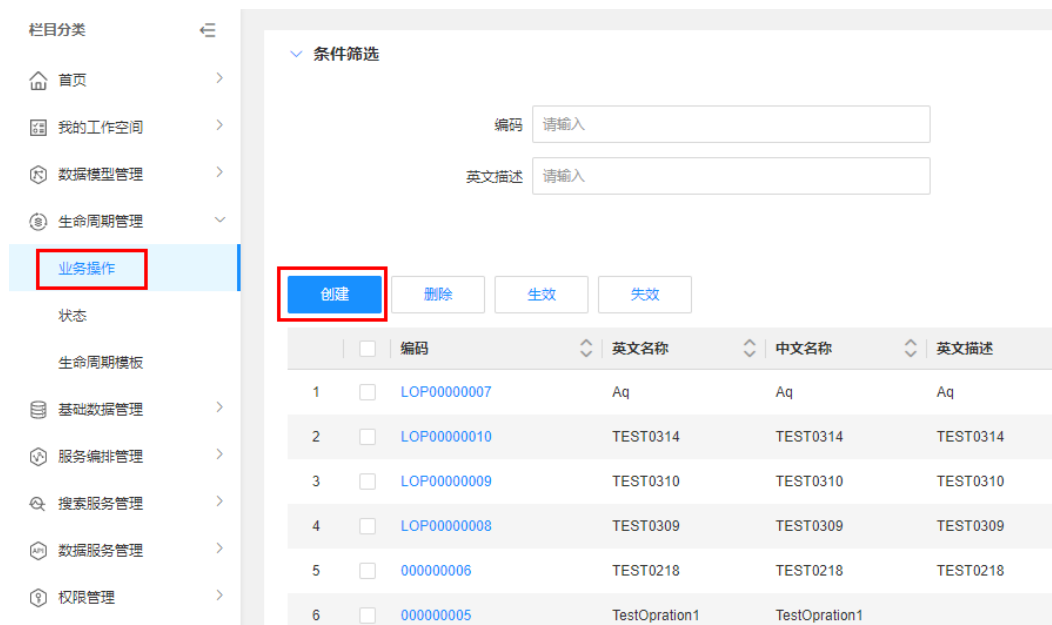 栏目分类
首页
我的工作空间
数据模型管理
生命周期管理
业务操作
状态
生命周期模板
基础数据管理
服务编排管理
搜索服务管理
API 数据服务管理
权限管理
条件筛选
编码 请输入
英文描述 请输入
创建 删除 生效 失效
编码 英文名称 中文名称 英文描述
1 LOP00000007 Aq Aq Aq
2 LOP00000010 TEST0314 TEST0314 TEST0314
3 LOP00000009 TEST0310 TEST0310 TEST0310
4 LOP00000008 TEST0309 TEST0309 TEST0309
5 000000006 TEST0218 TEST0218 TEST0218
6 000000005 TestOpration1 TestOpration1